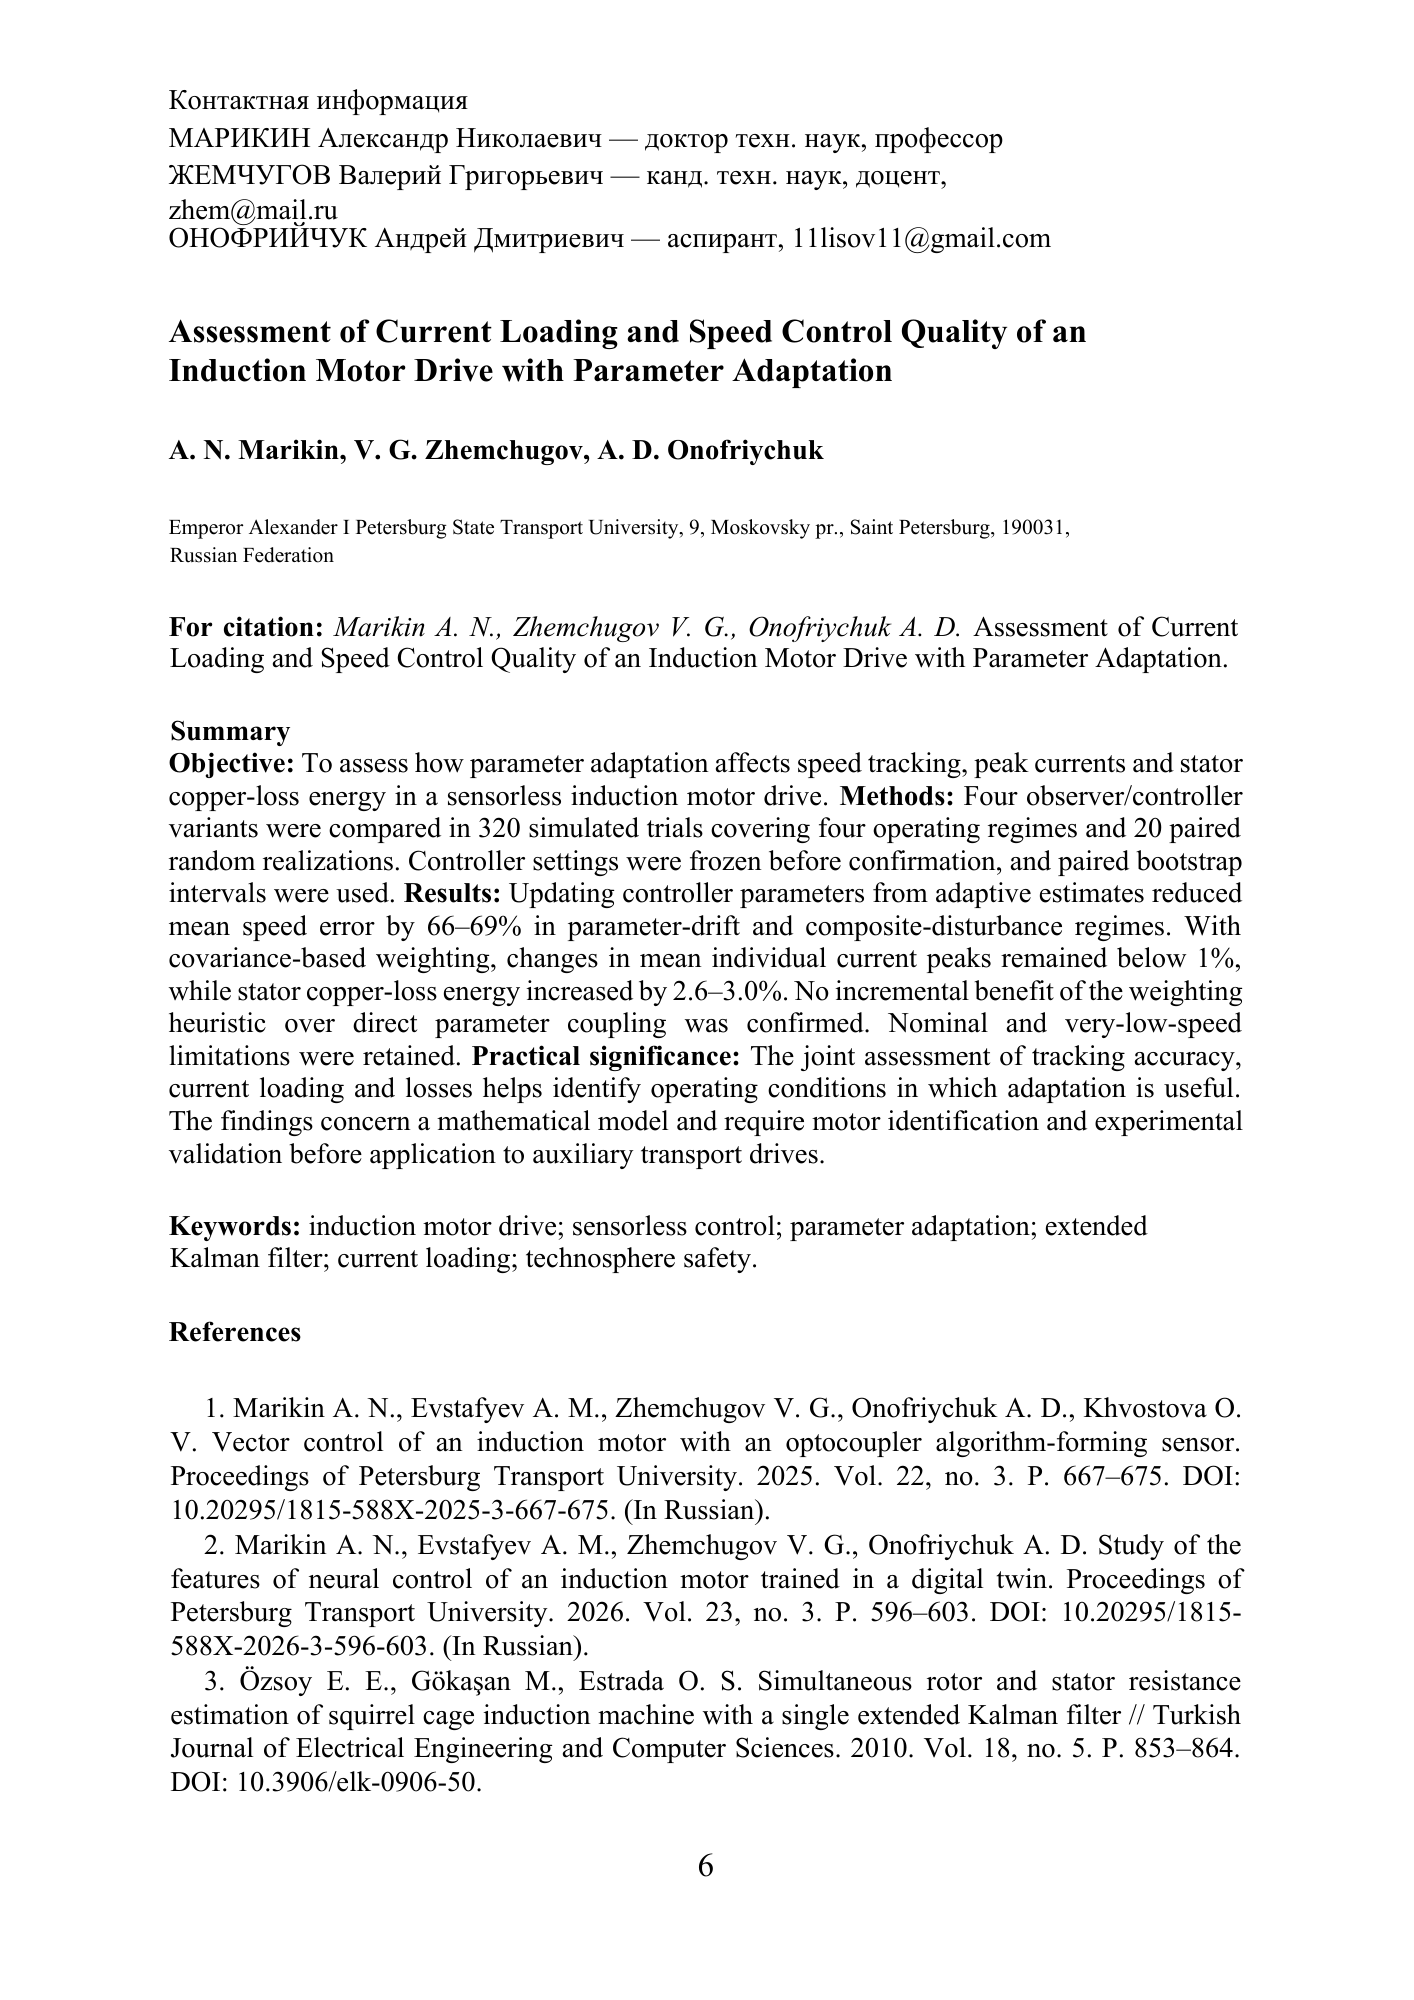 Контактная информация
МАРИКИН Александр Николаевич — доктор техн. наук, профессор
ЖЕМЧУГОВ Валерий Григорьевич — канд. техн. наук, доцент,
zhem@mail.ru
ОНОФРИЙЧУК Андрей Дмитриевич — аспирант, 11lisov11@gmail.com
Assessment of Current Loading and Speed Control Quality of an
Induction Motor Drive with Parameter Adaptation
A. N. Marikin, V. G. Zhemchugov, A. D. Onofriychuk
Emperor Alexander I Petersburg State Transport University, 9, Moskovsky pr., Saint Petersburg, 190031,
Russian Federation
For citation: Marikin A. N., Zhemchugov V. G., Onofriychuk A. D. Assessment of Current
Loading and Speed Control Quality of an Induction Motor Drive with Parameter Adaptation.
Summary
Objective: To assess how parameter adaptation affects speed tracking, peak currents and stator
copper-loss energy in a sensorless induction motor drive. Methods: Four observer/controller
variants were compared in 320 simulated trials covering four operating regimes and 20 paired
random realizations. Controller settings were frozen before confirmation, and paired bootstrap
intervals were used. Results: Updating controller parameters from adaptive estimates reduced
mean speed error by 66–69% in parameter-drift and composite-disturbance regimes. With
covariance-based weighting, changes in mean individual current peaks remained below 1%,
while stator copper-loss energy increased by 2.6–3.0%. No incremental benefit of the weighting
heuristic over direct parameter coupling was confirmed. Nominal and very-low-speed
limitations were retained. Practical significance: The joint assessment of tracking accuracy,
current loading and losses helps identify operating conditions in which adaptation is useful.
The findings concern a mathematical model and require motor identification and experimental
validation before application to auxiliary transport drives.
Keywords: induction motor drive; sensorless control; parameter adaptation; extended
Kalman filter; current loading; technosphere safety.
References
1. Marikin A. N., Evstafyev A. M., Zhemchugov V. G., Onofriychuk A. D., Khvostova O.
V. Vector control of an induction motor with an optocoupler algorithm-forming sensor.
Proceedings of Petersburg Transport University. 2025. Vol. 22, no. 3. P. 667–675. DOI:
10.20295/1815-588X-2025-3-667-675. (In Russian).
2. Marikin A. N., Evstafyev A. M., Zhemchugov V. G., Onofriychuk A. D. Study of the
features of neural control of an induction motor trained in a digital twin. Proceedings of
Petersburg Transport University. 2026. Vol. 23, no. 3. P. 596–603. DOI: 10.20295/1815-
588X-2026-3-596-603. (In Russian).
3. Özsoy E. E., Gökaşan M., Estrada O. S. Simultaneous rotor and stator resistance
estimation of squirrel cage induction machine with a single extended Kalman filter // Turkish
Journal of Electrical Engineering and Computer Sciences. 2010. Vol. 18, no. 5. P. 853–864.
DOI: 10.3906/elk-0906-50.
6